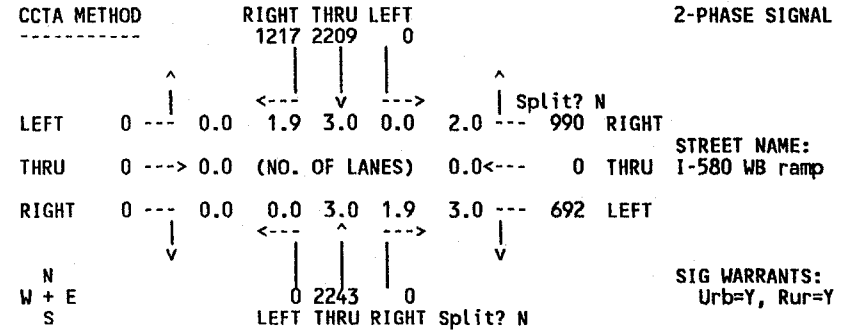 CCTA METHOD RIGHT THRU LEFT 2-PHASE SIGNAL
----------- 1217 2209 0
^ ^
<--- v ---> Split? N
LEFT 0 --- 0.0 1.9 3.0 0.0 2.0 --- 990 RIGHT
STREET NAME:
THRU 0 ---> 0.0 (NO. OF LANES) 0.0<--- 0 THRU I-580 WB ramp
RIGHT 0 --- 0.0 0.0 3.0 1.9 3.0 --- 692 LEFT
<--- ^ --->
v v
N SIG WARRANTS:
W + E 0 2243 0 Urb=Y, Rur=Y
S LEFT THRU RIGHT Split? N